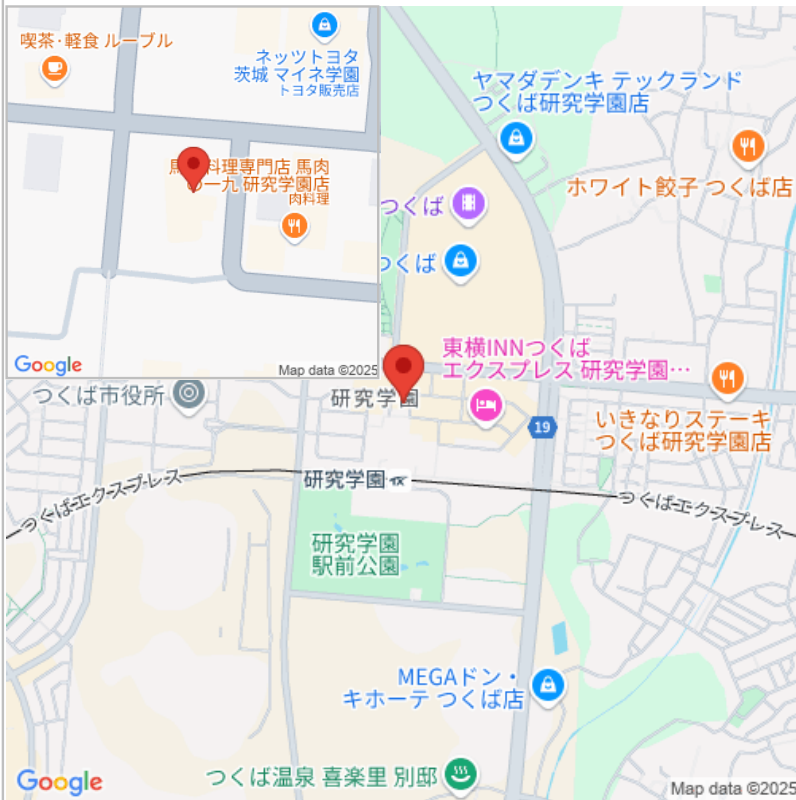 喫茶・軽食 ルーブル
ネッツトヨタ
茨城 マイネ学園
トヨタ販売店
料理専門店 馬肉
一九 研究学園店
肉料理
Google
Map data ©2025
ヤマダデンキ テックランド
つくば研究学園店
ホワイト餃子 つくば店
つくば
つくば
東横INNつくば
エクスプレス 研究学園…
つくば市役所
研究学園
19
いきなりステーキ
つくば研究学園店
研究学園
つくばエクスプレス
つくばエクスプレス
研究学園
駅前公園
MEGAドン・
キホーテ つくば店
つくば温泉 喜楽里 別邸
Google
Map data ©2025